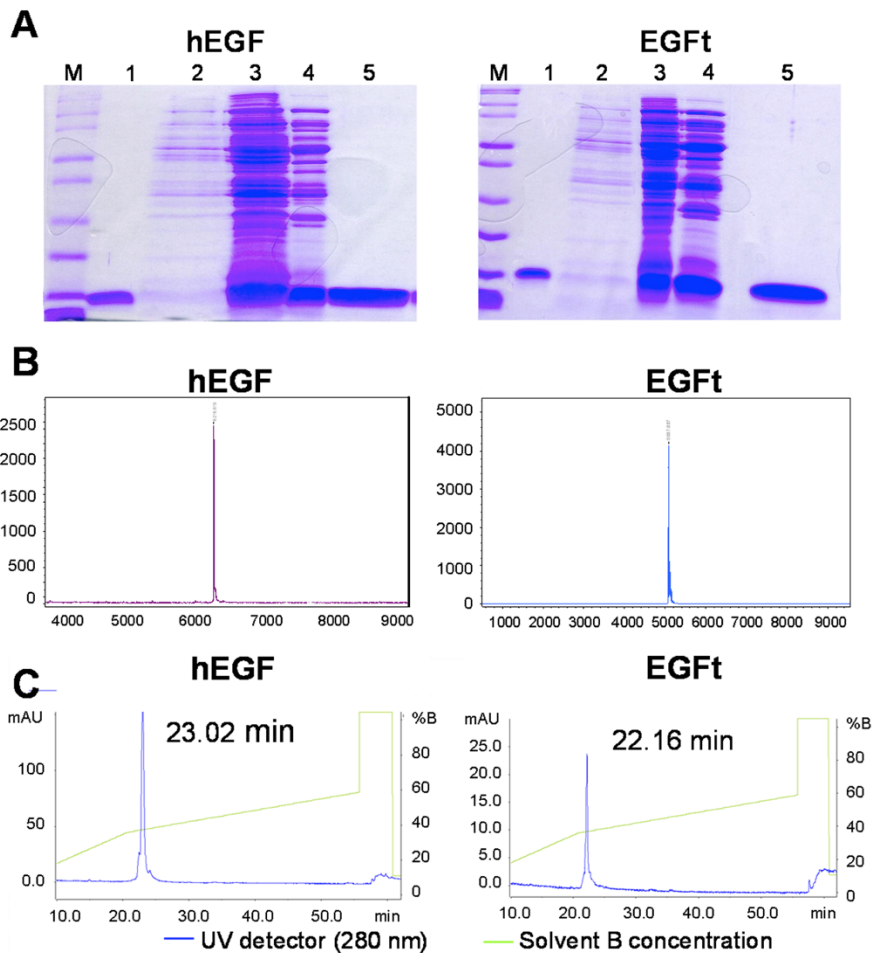 A
hEGF
EGFt
M 1 2 3 4 5
M 1 2 3 4 5
B
hEGF
EGFt
2500
2000
1500
1000
500
0
4000 5000 6000 7000 8000 9000
5000
4000
3000
2000
1000
0
1000 2000 3000 4000 5000 6000 7000 8000 9000
C
hEGF
EGFt
mAU
23.02 min
%B
100
50
0.0
80
60
40
20
0
10.0 20.0 30.0 40.0 50.0 min
mAU
22.16 min
%B
25.0
20.0
15.0
10.0
5.0
0.0
80
60
40
20
0
10.0 20.0 30.0 40.0 50.0 min
UV detector (280 nm)
Solvent B concentration